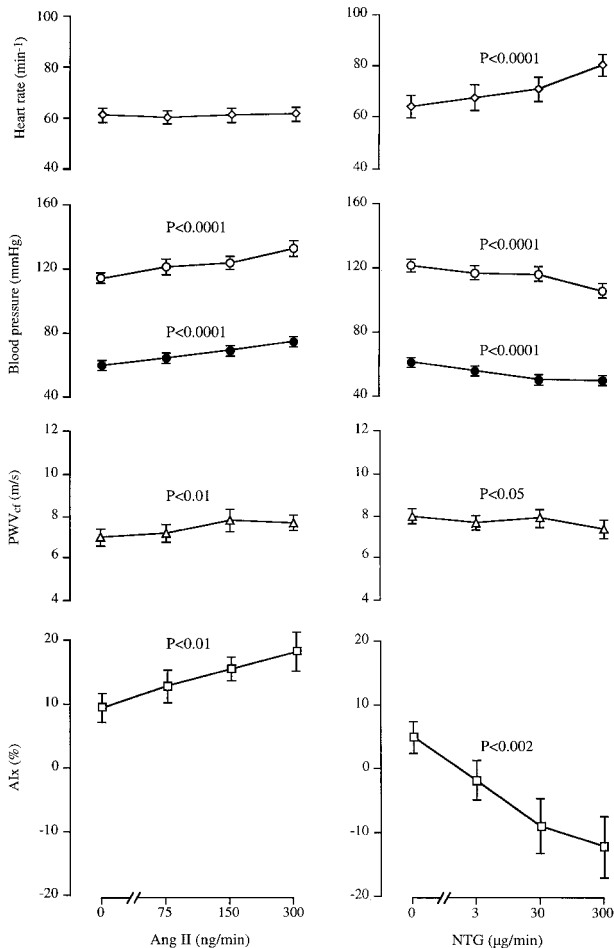 100
80
60
40
Heart rate (min-1)
100
80
60
40
P<0.0001
160
120
80
40
Blood pressure (mmHg)
P<0.0001
P<0.0001
160
120
80
40
P<0.0001
P<0.0001
12
10
8
6
4
PWVcf (m/s)
P<0.01
12
10
8
6
4
P<0.05
20
10
0
-10
-20
AIx (%)
P<0.01
20
10
0
-10
-20
P<0.002
0 75 150 300
Ang II (ng/min)
0 3 30 300
NTG (µg/min)